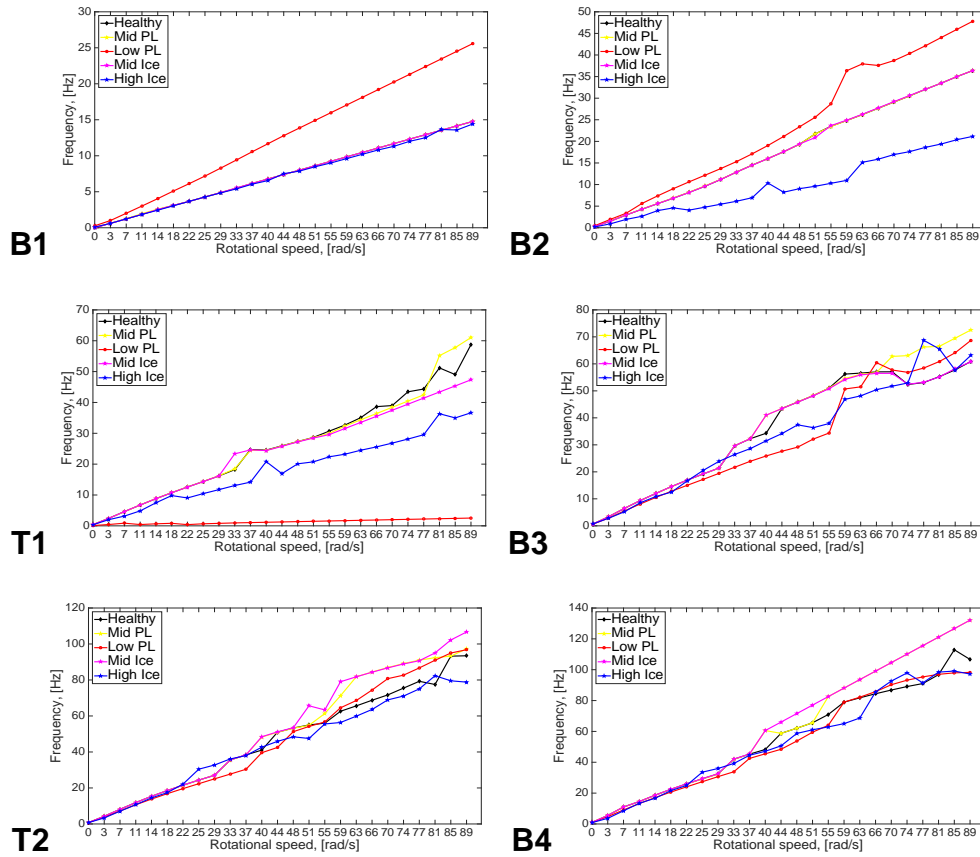 30
25
20
15
10
5
0
Frequency, [Hz]
Healthy
Mid PL
Low PL
Mid Ice
High Ice
0 3 7 11 14 18 22 25 29 33 37 40 44 48 51 55 59 63 66 70 74 77 81 85 89
Rotational speed, [rad/s]
B1
50
45
40
35
30
25
20
15
10
5
0
Frequency, [Hz]
Healthy
Mid PL
Low PL
Mid Ice
High Ice
0 3 7 11 14 18 22 25 29 33 37 40 44 48 51 55 59 63 66 70 74 77 81 85 89
Rotational speed, [rad/s]
B2
70
60
50
40
30
20
10
0
Frequency, [Hz]
Healthy
Mid PL
Low PL
Mid Ice
High Ice
0 3 7 11 14 18 22 25 29 33 37 40 44 48 51 55 59 63 66 70 74 77 81 85 89
Rotational speed, [rad/s]
T1
80
70
60
50
40
30
20
10
0
Frequency, [Hz]
Healthy
Mid PL
Low PL
Mid Ice
High Ice
0 3 7 11 14 18 22 25 29 33 37 40 44 48 51 55 59 63 66 70 74 77 81 85 89
Rotational speed, [rad/s]
B3
120
100
80
60
40
20
0
Frequency, [Hz]
Healthy
Mid PL
Low PL
Mid Ice
High Ice
0 3 7 11 14 18 22 25 29 33 37 40 44 48 51 55 59 63 66 70 74 77 81 85 89
Rotational speed, [rad/s]
T2
140
120
100
80
60
40
20
0
Frequency, [Hz]
Healthy
Mid PL
Low PL
Mid Ice
High Ice
0 3 7 11 14 18 22 25 29 33 37 40 44 48 51 55 59 63 66 70 74 77 81 85 89
Rotational speed, [rad/s]
B4